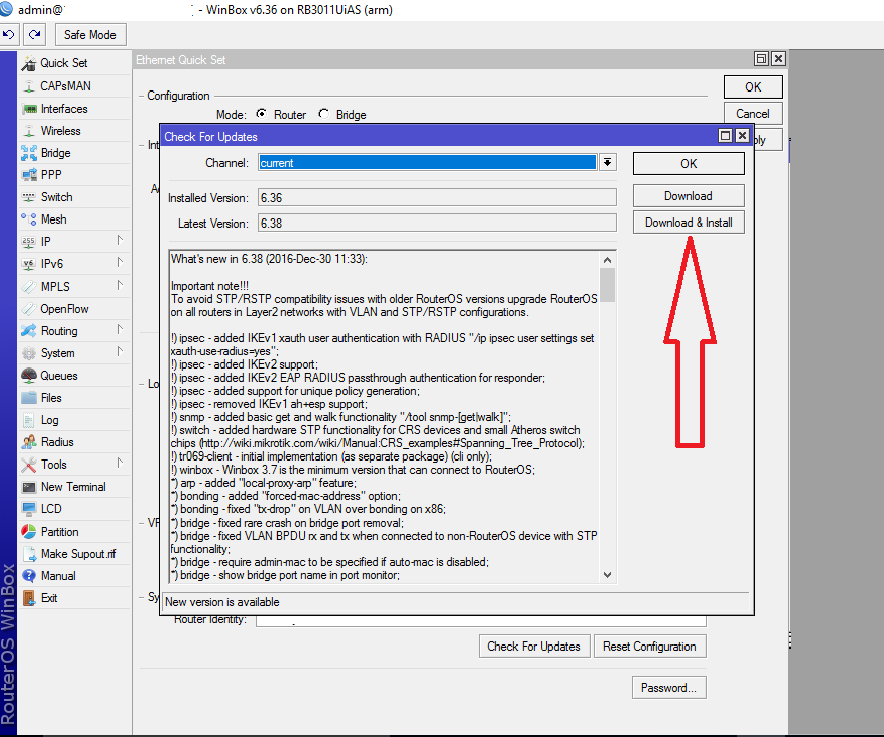 admin@ - WinBox v6.36 on RB3011UiAS (arm)
Safe Mode
Quick Set
CAPsMAN
Interfaces
Wireless
Bridge
PPP
Switch
Mesh
IP
IPv6
MPLS
OpenFlow
Routing
System
Queues
Files
Log
Radius
Tools
New Terminal
LCD
Partition
Make Supout.rif
Manual
Exit
RouterOS WinBox
Ethernet Quick Set
Configuration
Mode: Router Bridge
OK
Cancel
Check For Updates
Channel: current
Installed Version: 6.36
Latest Version: 6.38
OK
Download
Download & Install
What's new in 6.38 (2016-Dec-30 11:33):
Important note!!!
To avoid STP/RSTP compatibility issues with older RouterOS versions upgrade RouterOS
on all routers in Layer2 networks with VLAN and STP/RSTP configurations.
!) ipsec - added IKEv1 xauth user authentication with RADIUS "/ip ipsec user settings set
xauth-use-radius=yes";
!) ipsec - added IKEv2 support;
!) ipsec - added IKEv2 EAP RADIUS passthrough authentication for responder;
!) ipsec - added support for unique policy generation;
!) ipsec - removed IKEv1 ah+esp support;
!) snmp - added basic get and walk functionality "/tool snmp-[get|walk]";
!) switch - added hardware STP functionality for CRS devices and small Atheros switch
chips (http://wiki.mikrotik.com/wiki/Manual:CRS_examples#Spanning_Tree_Protocol);
!) tr069-client - initial implementation (as separate package) (cli only);
!) winbox - Winbox 3.7 is the minimum version that can connect to RouterOS;
*) arp - added "local-proxy-arp" feature;
*) bonding - added "forced-mac-address" option;
*) bonding - fixed "tx-drop" on VLAN over bonding on x86;
*) bridge - fixed rare crash on bridge port removal;
*) bridge - fixed VLAN BPDU rx and tx when connected to non-RouterOS device with STP
functionality;
*) bridge - require admin-mac to be specified if auto-mac is disabled;
*) bridge - show bridge port name in port monitor;
New version is available
Router Identity:
Check For Updates
Reset Configuration
Password...